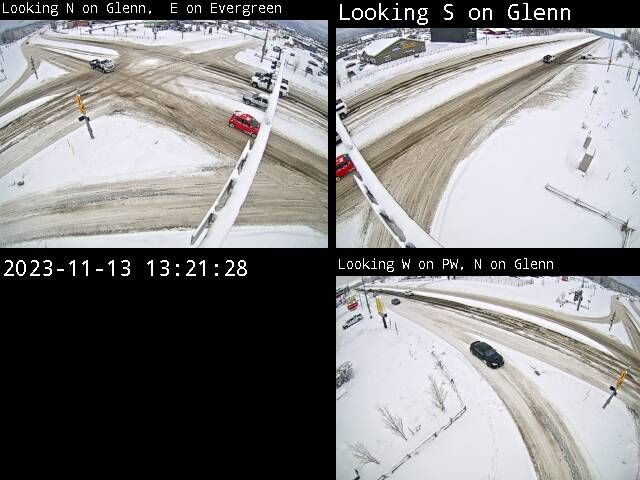 Looking N on Glenn,  E on Evergreen
Looking S on Glenn
2023-11-13 13:21:28
Looking W on PW, N on Glenn